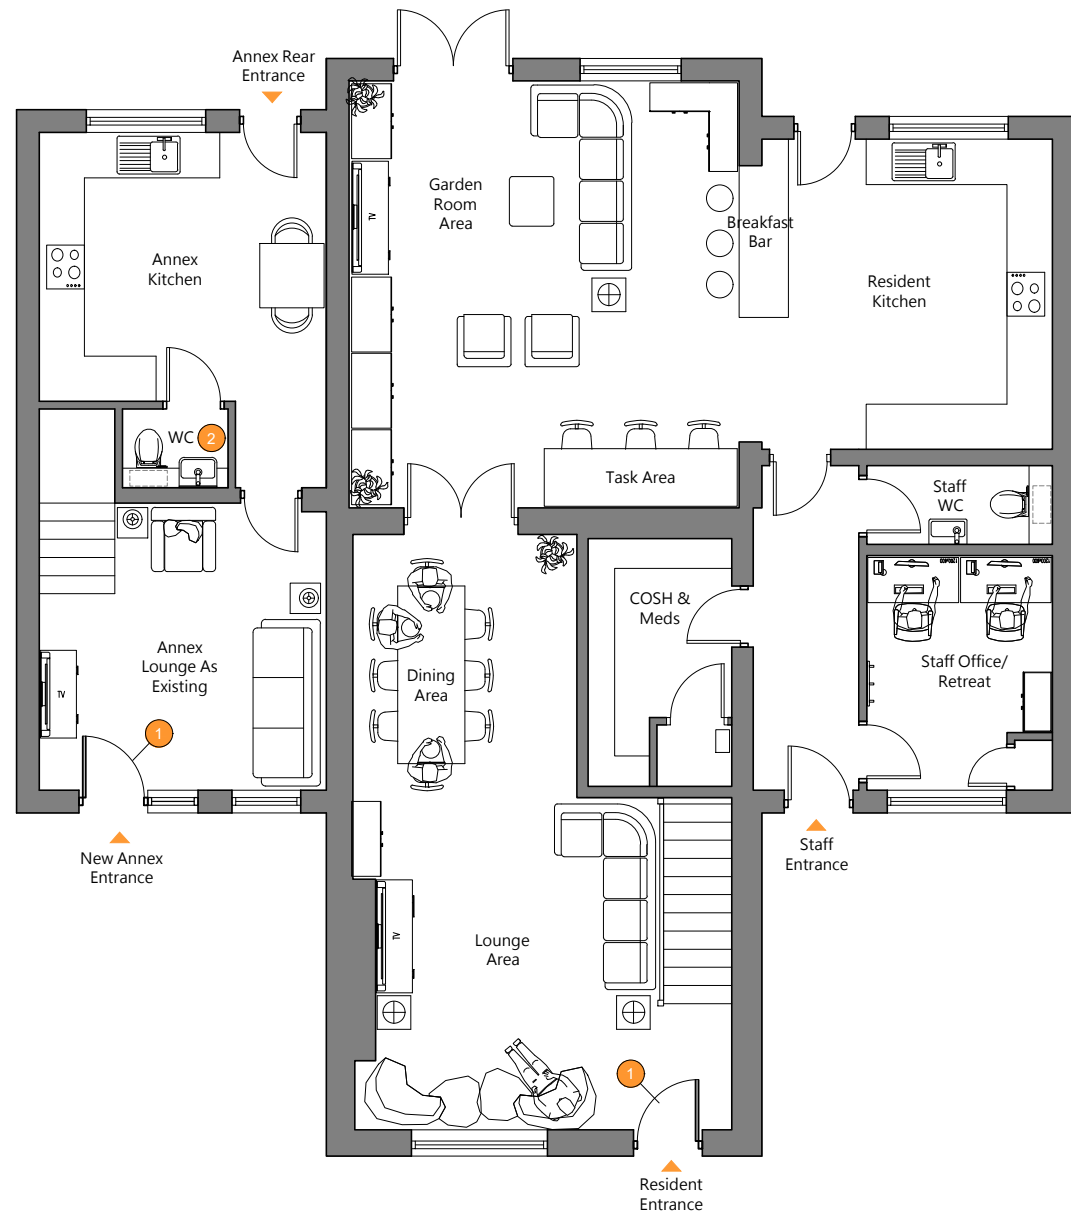 Annex Rear
Entrance
Garden
Room
Area
TV
Breakfast
Bar
Annex
Kitchen
Resident
Kitchen
WC
2
Task Area
Staff
WC
COSH &
Meds
1200x600
1200x600
Annex
Lounge As
Existing
TV
Dining
Area
Staff Office/
Retreat
1
New Annex
Entrance
Staff
Entrance
TV
Lounge
Area
1
Resident
Entrance